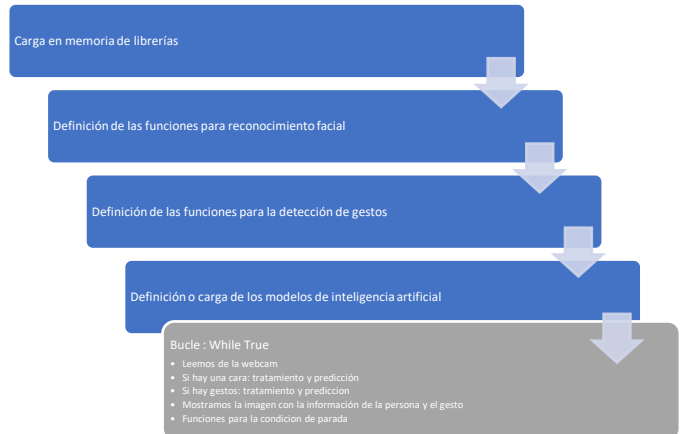 Carga en memoria de librerías
Definición de las funciones para reconocimiento facial
Definición de las funciones para la detección de gestos
Definición o carga de los modelos de inteligencia artificial
Bucle : While True
• Leemos de la webcam
• Si hay una cara: tratamiento y predicción
• Si hay gestos: tratamiento y prediccion
• Mostramos la imagen con la información de la persona y el gesto
• Funciones para la condicion de parada